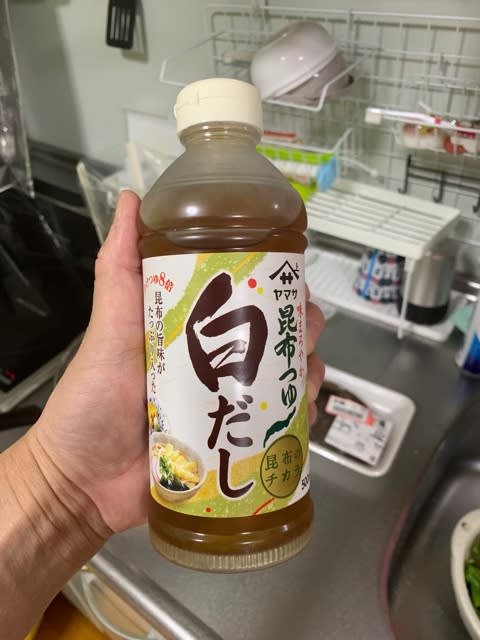 ヤマサ
味まろやか
昆布つゆ
白だし
つゆ8倍
昆布の旨味が
たっぷり入った
昆布の
チカラ
500